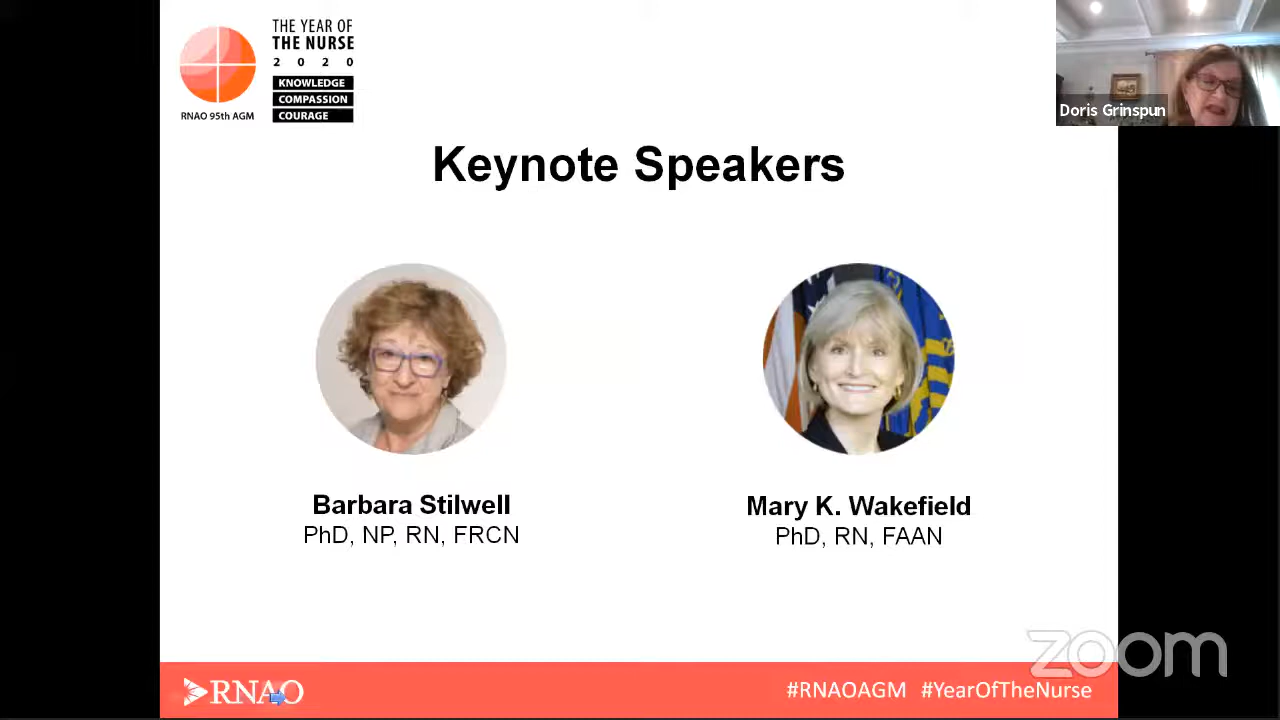 THE YEAR OF
THE NURSE
2 0 2 0
KNOWLEDGE
COMPASSION
COURAGE
RNAO 95th AGM
Doris Grinspun
Keynote Speakers
Barbara Stilwell
PhD, NP, RN, FRCN
Mary K. Wakefield
PhD, RN, FAAN
zoom
RNAO
#RNAOAGM #YearOfTheNurse